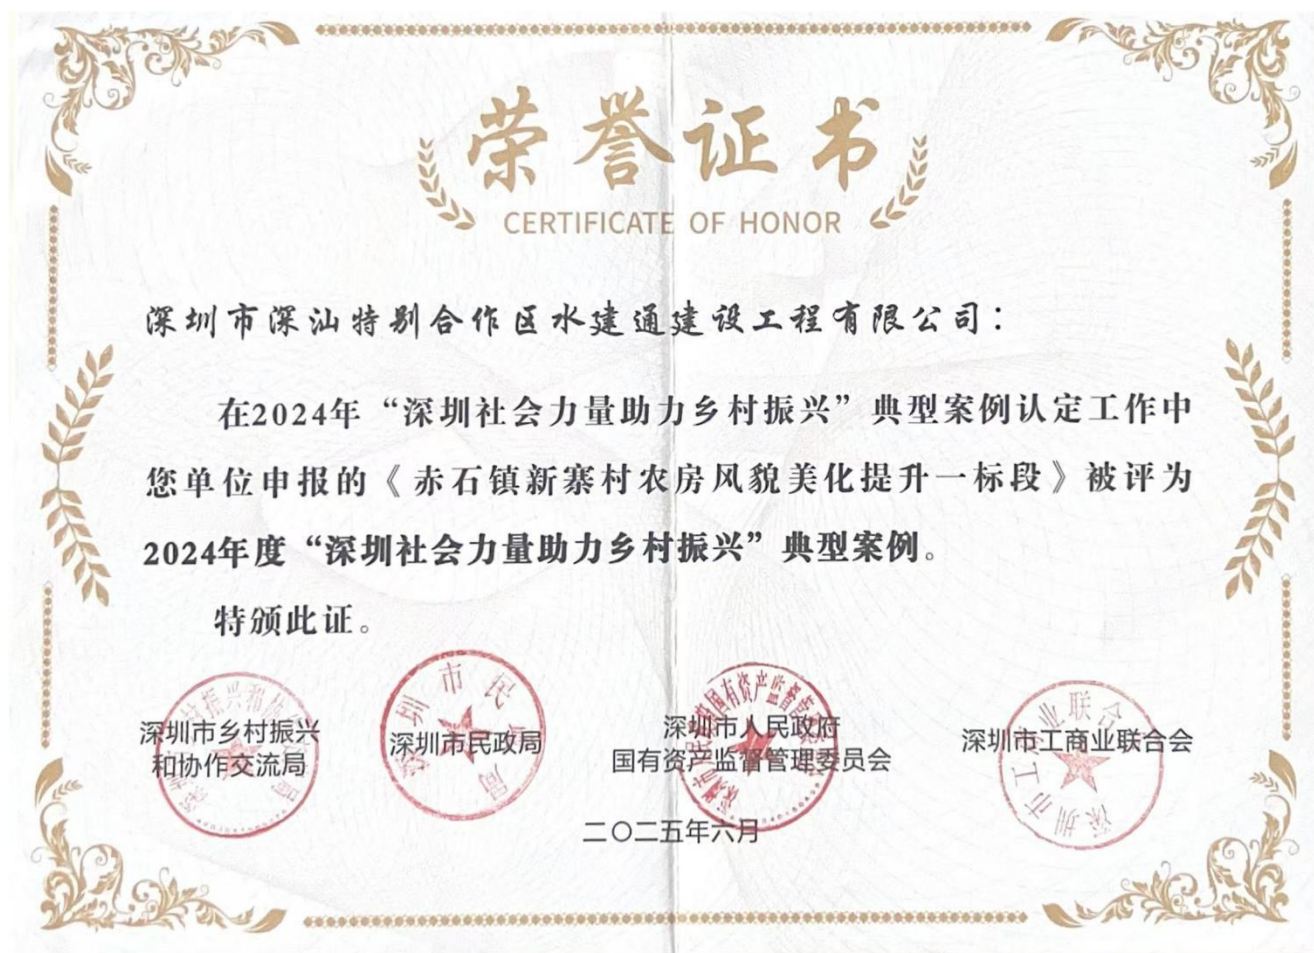 荣誉证书
CERTIFICATE OF HONOR
深圳市深汕特别合作区水建通建设工程有限公司：
在2024年“深圳社会力量助力乡村振兴”典型案例认定工作中
您单位申报的《赤石镇新寨村农房风貌美化提升一标段》被评为
2024年度“深圳社会力量助力乡村振兴”典型案例。
特颁此证。
深圳市乡村振兴
和协作交流局
深圳市民政局
深圳市人民政府
国有资产监督管理委员会
深圳市工商业联合会
二〇二五年六月